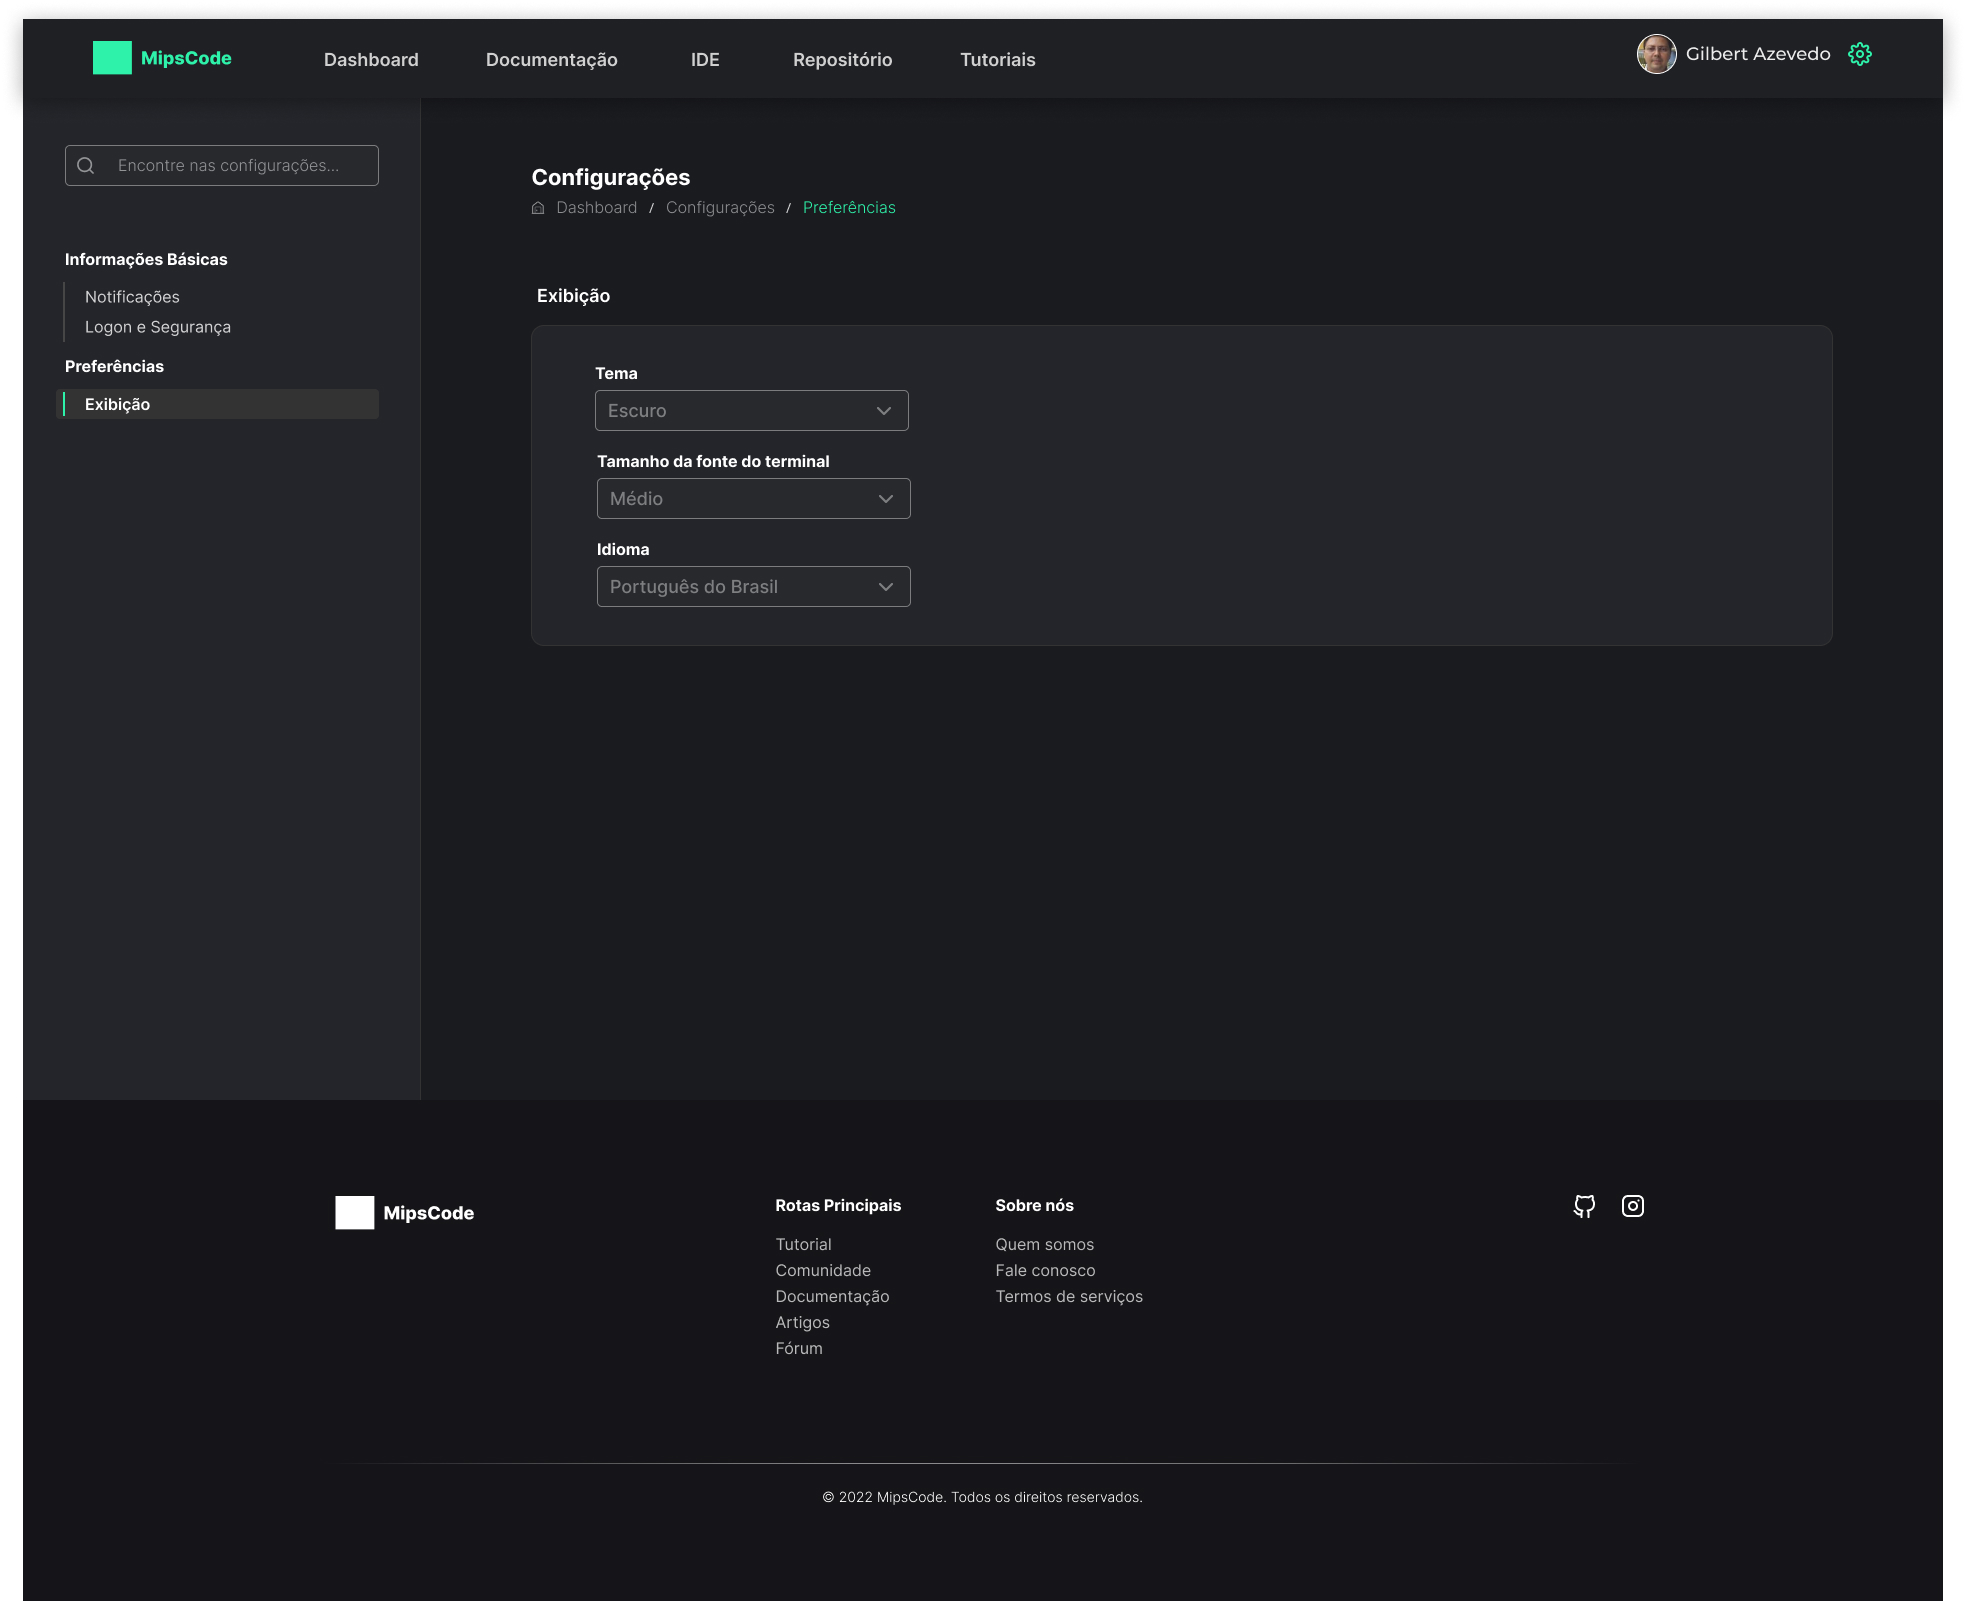 MipsCode
Dashboard
Documentação
IDE
Repositório
Tutoriais
Gilbert Azevedo
Encontre nas configurações...
Informações Básicas
Notificações
Logon e Segurança
Preferências
Exibição
Configurações
Dashboard / Configurações / Preferências
Exibição
Tema
Escuro
Tamanho da fonte do terminal
Médio
Idioma
Português do Brasil
MipsCode
Rotas Principais
Tutorial
Comunidade
Documentação
Artigos
Fórum
Sobre nós
Quem somos
Fale conosco
Termos de serviços
© 2022 MipsCode. Todos os direitos reservados.